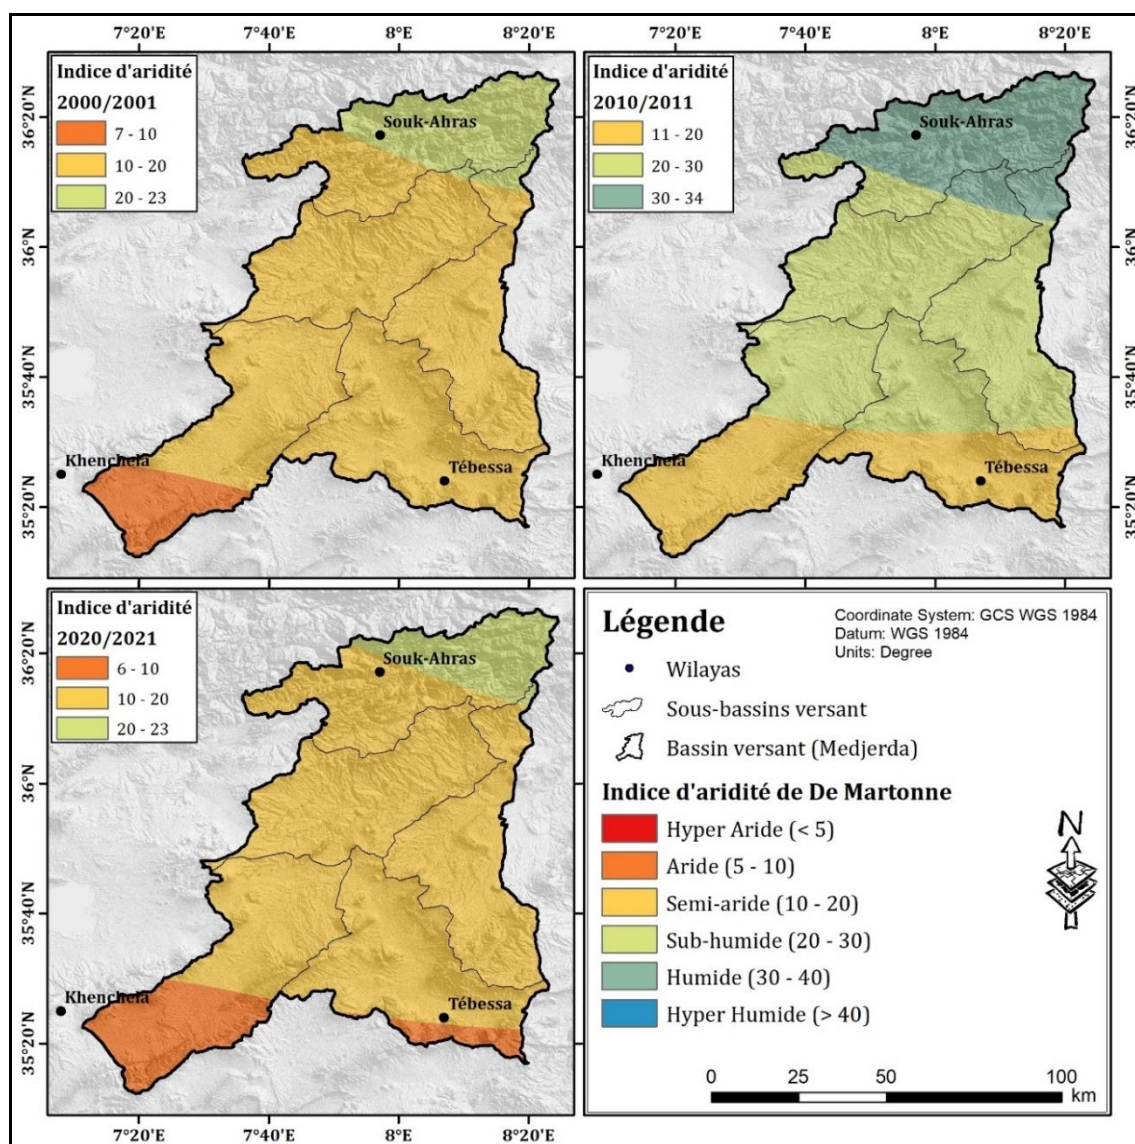 7°20'E 7°40'E 8°E 8°20'E 7°20'E 7°40'E 8°E 8°20'E
Indice d'aridité
2000/2001
7 - 10
10 - 20
20 - 23
Souk-Ahras
Khenchela
Tébessa
36°20'N
36°N
35°40'N
35°20'N
Indice d'aridité
2010/2011
11 - 20
20 - 30
30 - 34
Souk-Ahras
Khenchela
Tébessa
36°20'N
36°N
35°40'N
35°20'N
Indice d'aridité
2020/2021
6 - 10
10 - 20
20 - 23
Souk-Ahras
Khenchela
Tébessa
36°20'N
36°N
35°40'N
35°20'N
7°20'E 7°40'E 8°E 8°20'E
Légende
Coordinate System: GCS WGS 1984
Datum: WGS 1984
Units: Degree
Wilayas
Sous-bassins versant
Bassin versant (Medjerda)
Indice d'aridité de De Martonne
Hyper Aride (< 5)
Aride (5 - 10)
Semi-aride (10 - 20)
Sub-humide (20 - 30)
Humide (30 - 40)
Hyper Humide (> 40)
N
0 25 50 100
km